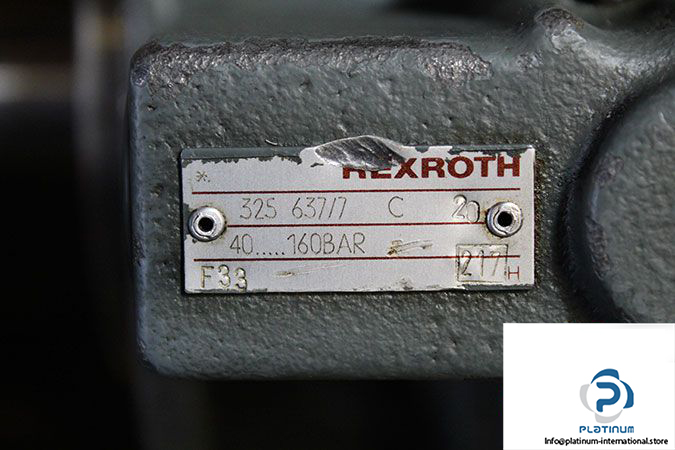 REXROTH
*.
325 637/7 C 20
40.....160BAR
F33 217 H
PLATINUM
Info@platinum-international.store